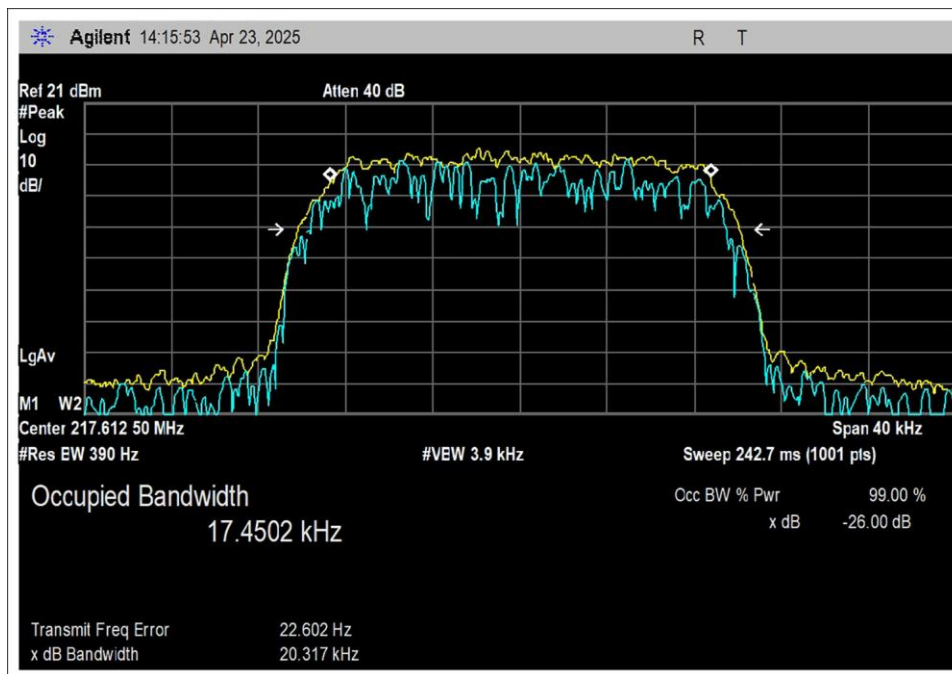 Agilent 14:15:53 Apr 23, 2025 R T
Ref 21 dBm Atten 40 dB
#Peak
Log
10
dB/
LgAv
M1 W2
Center 217.612 50 MHz Span 40 kHz
#Res BW 390 Hz #VBW 3.9 kHz Sweep 242.7 ms (1001 pts)
Occupied Bandwidth Occ BW % Pwr 99.00 %
17.4502 kHz x dB -26.00 dB
Transmit Freq Error 22.602 Hz
x dB Bandwidth 20.317 kHz